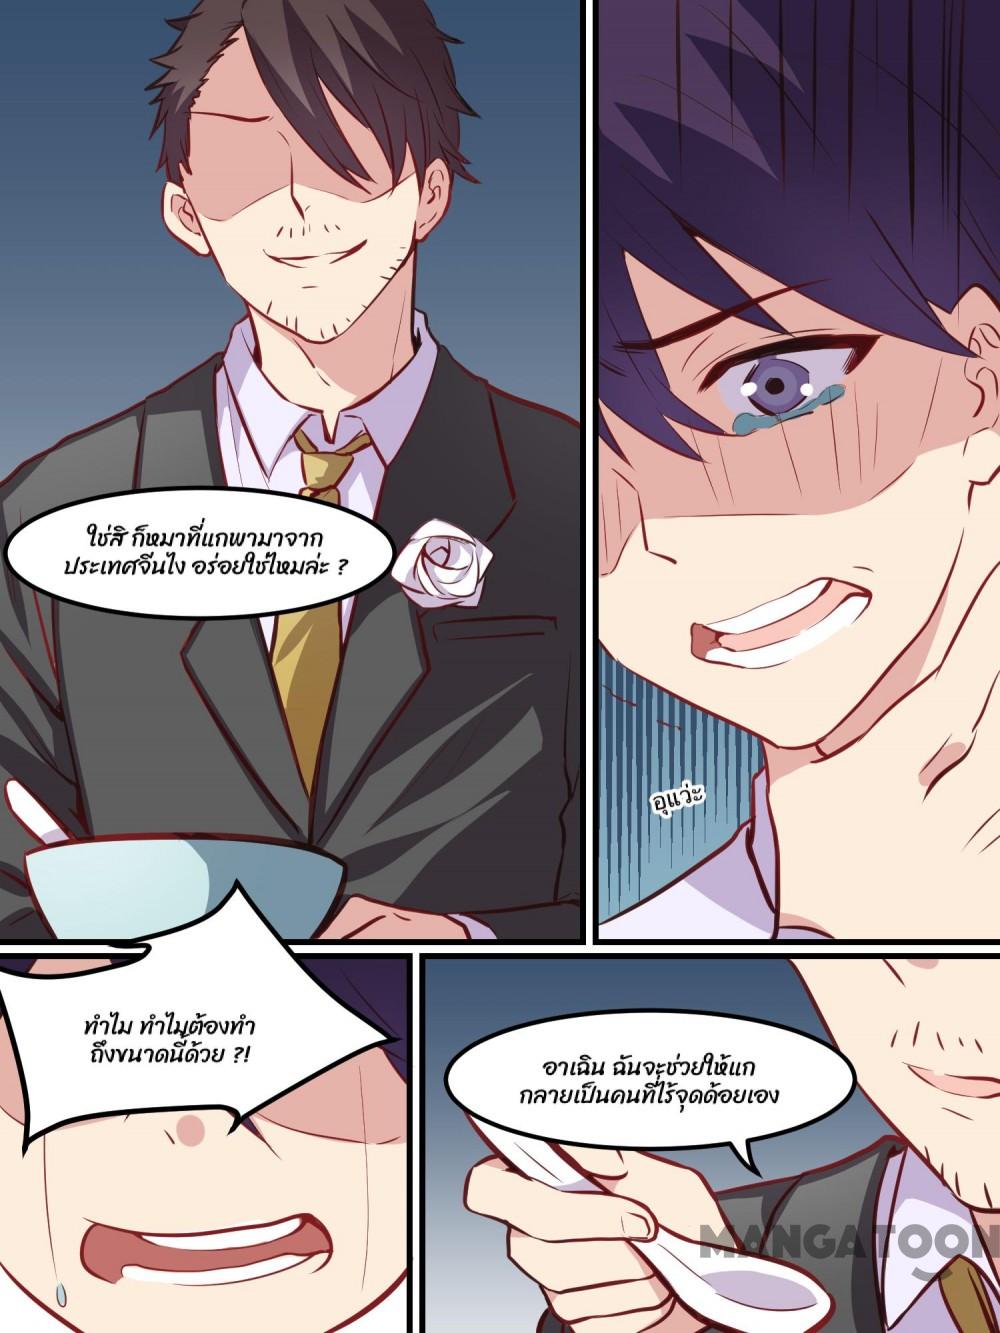 ใช่สิ ก็หมาที่แกพามาจาก
ประเทศจีนไง อร่อยใช่ไหมล่ะ ?
อุแว่ะ
ทำไม ทำไมต้องทำ
ถึงขนาดนี้ด้วย ?!
อาเฉิน ฉันจะช่วยให้แก
กลายเป็นคนที่ไร้จุดด้อยเอง
MANGATOON